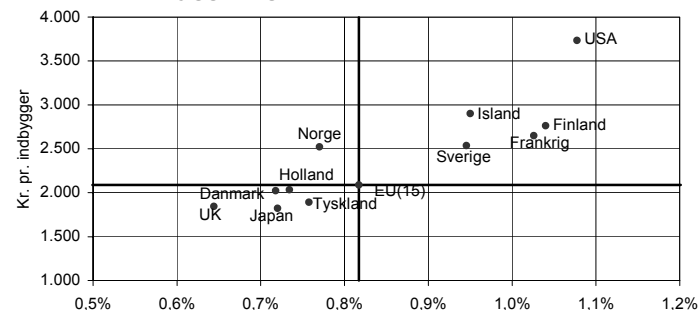 4.000
3.500
3.000
2.500
2.000
1.500
1.000
Kr. pr. indbygger
USA
Island
Finland
Frankrig
Sverige
Norge
Holland
Danmark
EU(15)
Tyskland
UK
Japan
0,5% 0,6% 0,7% 0,8% 0,9% 1,0% 1,1% 1,2%